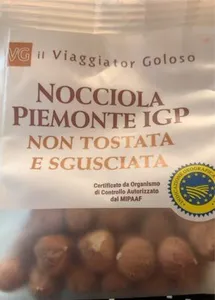 VG Il Viaggiator Goloso
NOCCIOLA
PIEMONTE IGP
NON TOSTATA
E SGUSCIATA
Certificato da Organismo
di Controllo Autorizzato
dal MIPAAF